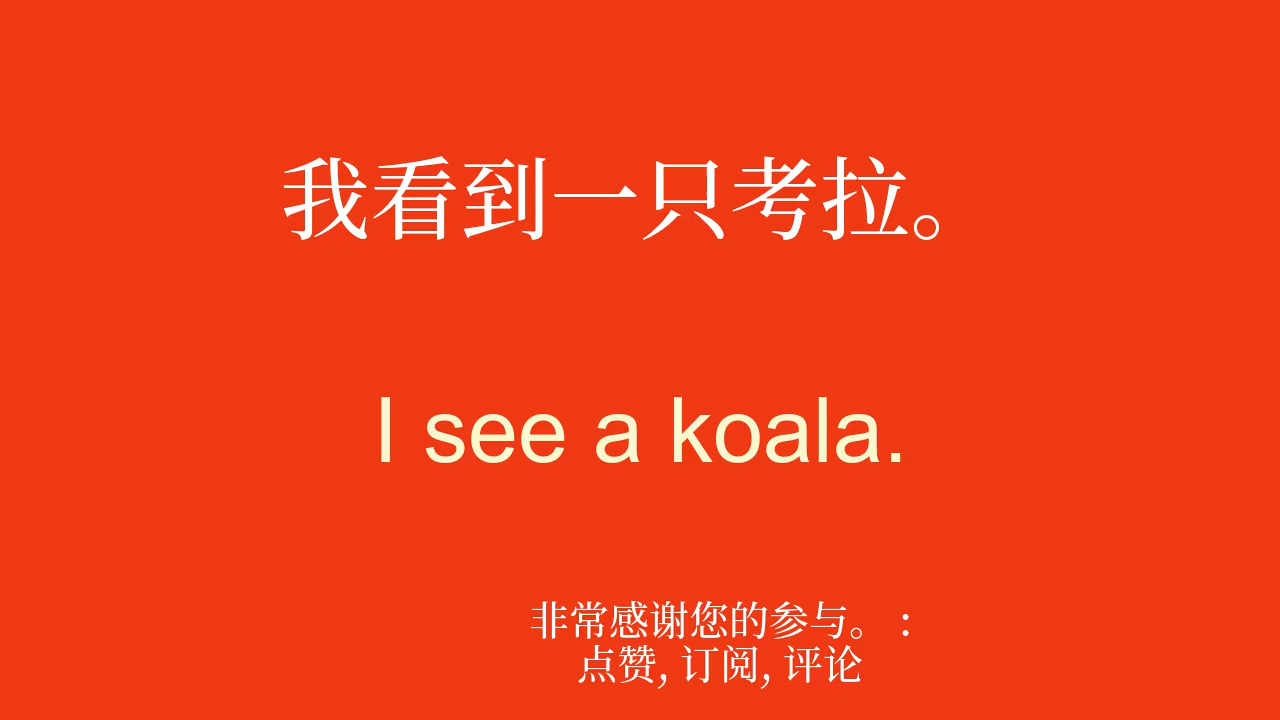 我看到一只考拉。
I see a koala.
非常感谢您的参与。 :
点赞, 订阅, 评论